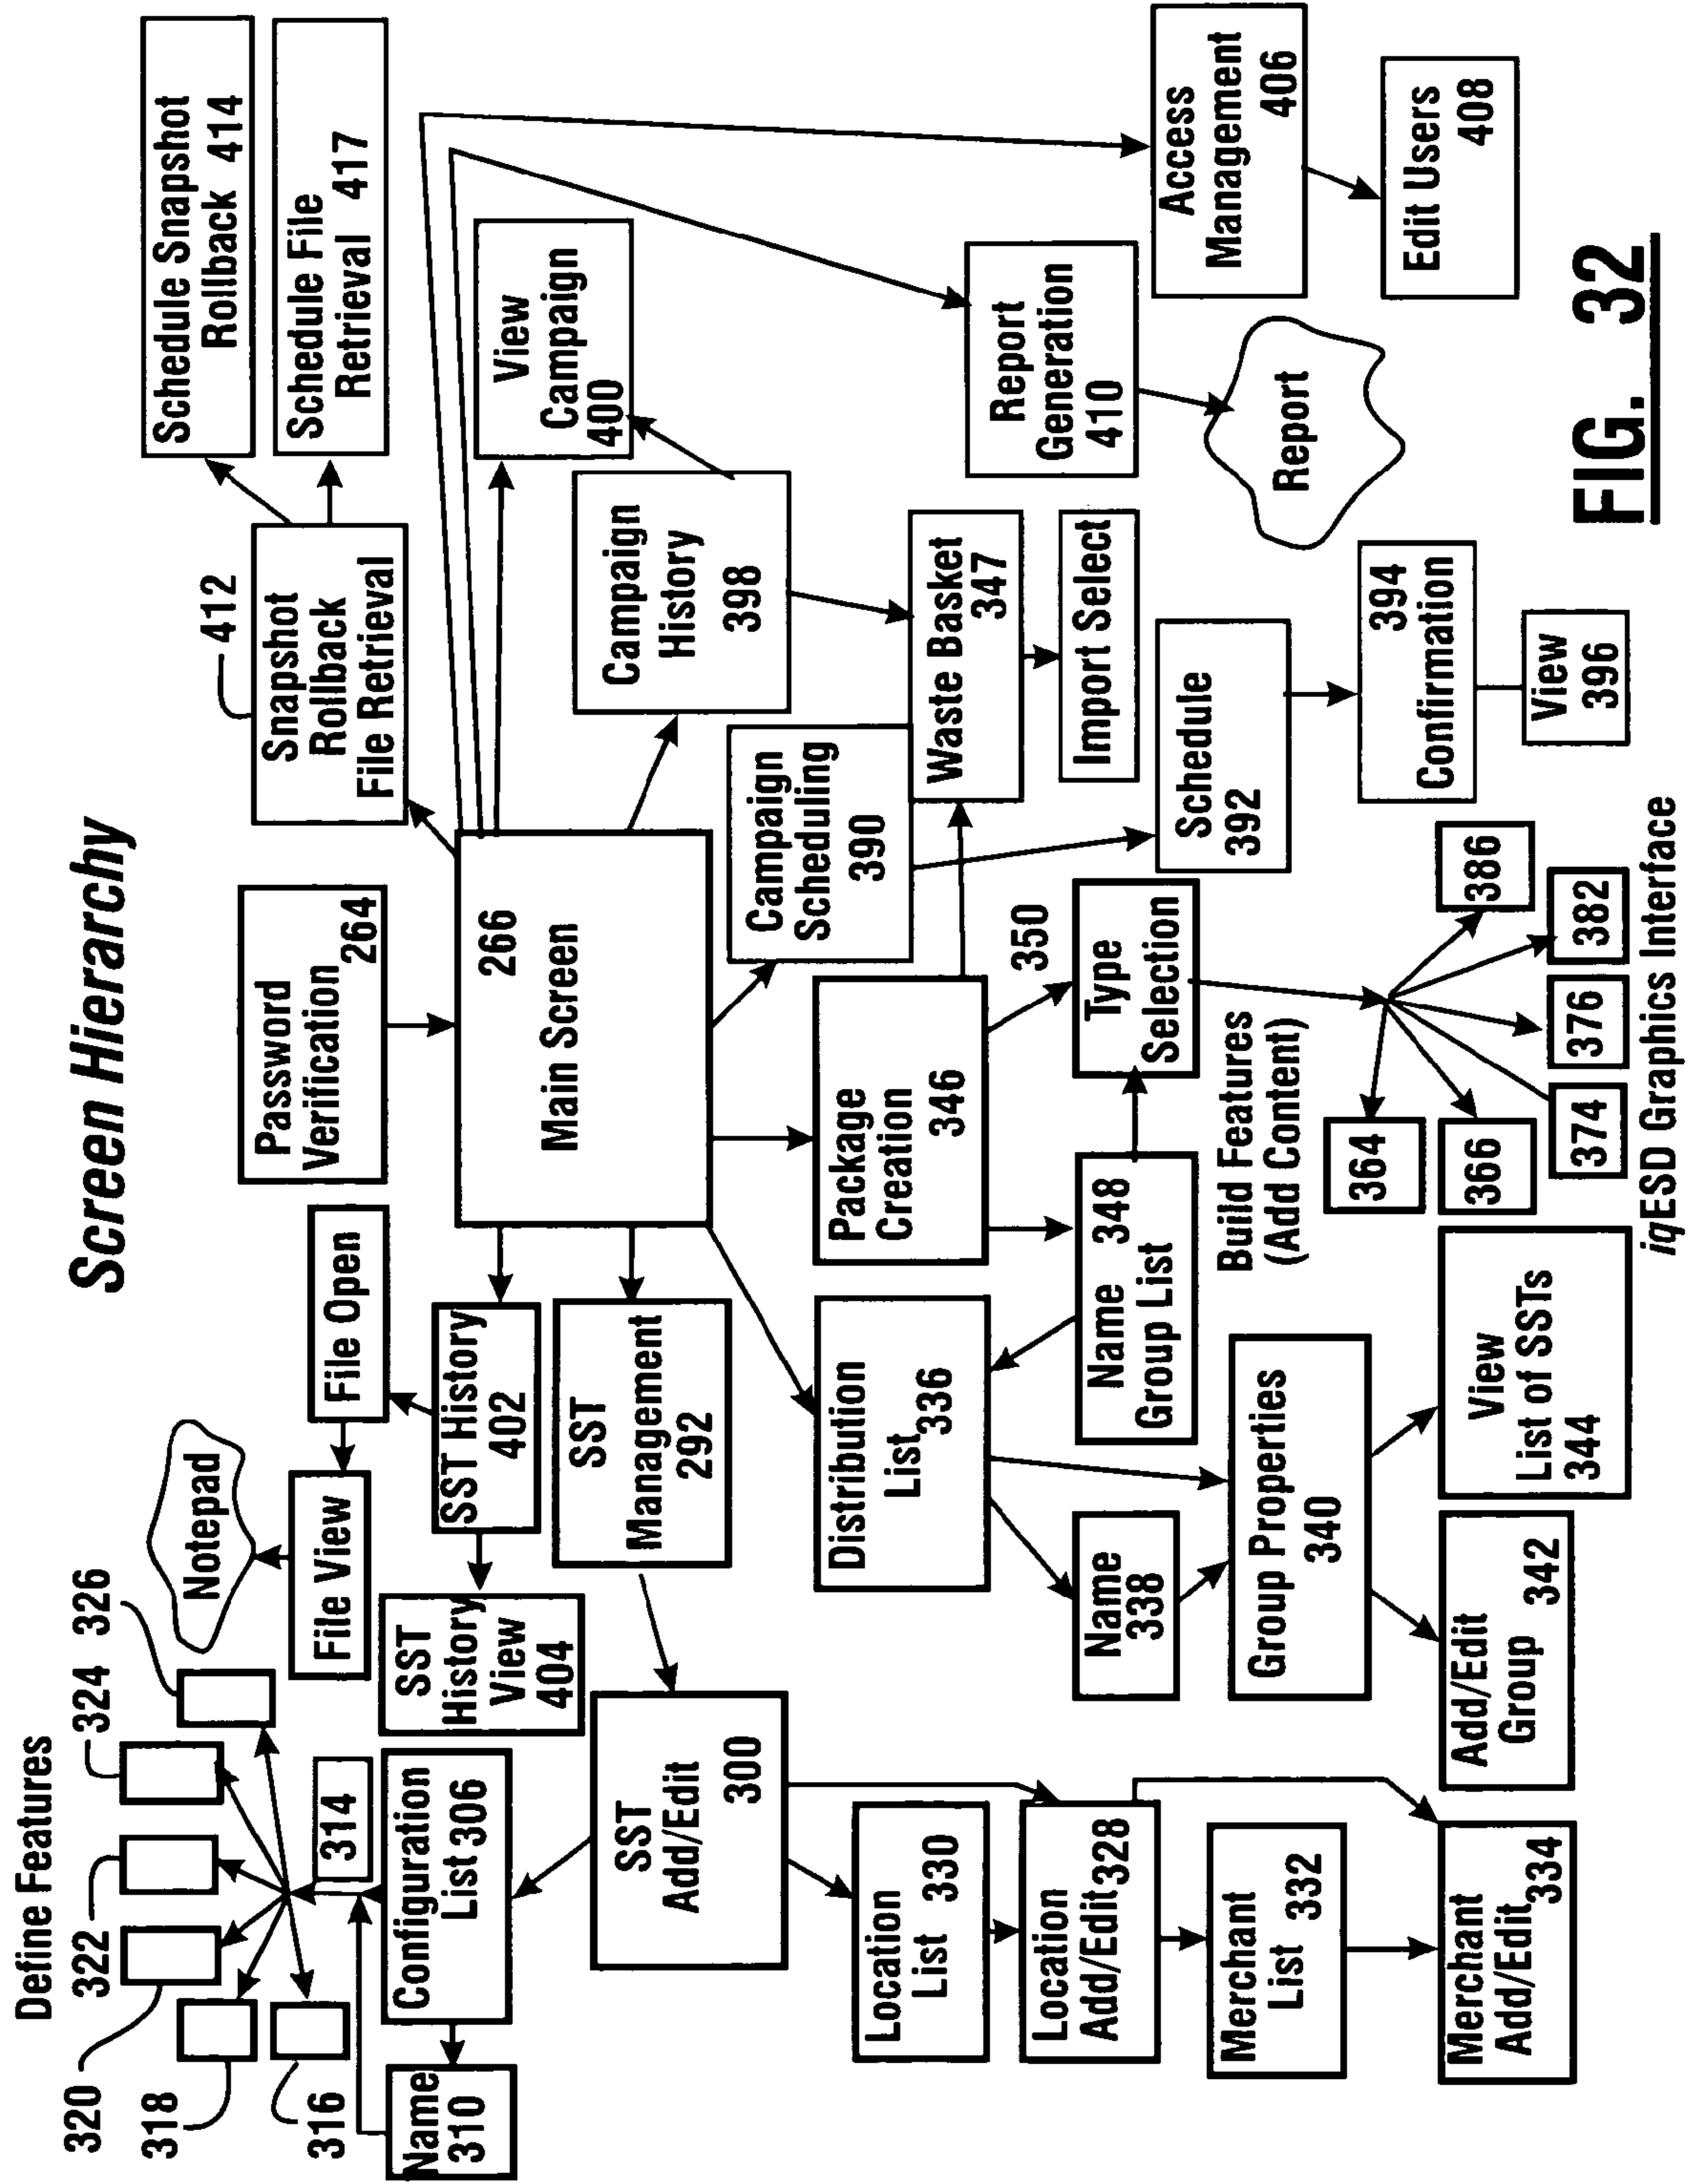 Screen Hierarchy
Define Features
320
322
324
326
318
316
314
Name
310
Configuration
List 306
Notepad
File View
File Open
SST
History
View
404
SST History
402
SST
Management
292
SST
Add/Edit
300
Password
Verification
264
266
Main Screen
412
Snapshot
Rollback
File Retrieval
Schedule Snapshot
Rollback 414
Schedule File
Retrieval 417
View
Campaign
400
Campaign
History
398
Campaign
Scheduling
390
Waste Basket
347
Import Select
Report
Generation
410
Report
Access
Management
406
Edit Users
408
Location
List 330
Location
Add/Edit 328
Merchant
List 332
Merchant
Add/Edit 334
Distribution
List 336
Name
338
Group Properties
340
Add/Edit
Group 342
View
List of SSTs
344
Package
Creation
346
Name 348
Group List
350
Type
Selection
Build Features
(Add Content)
364
366
374
376
382
386
iqESD Graphics Interface
Schedule
392
394
Confirmation
View
396
FIG. 32